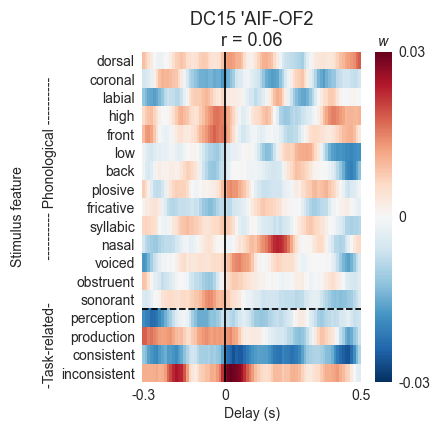 DC15 'AIF-OF2
r = 0.06
w
dorsal
coronal
labial
high
front
low
back
plosive
fricative
syllabic
nasal
voiced
obstruent
sonorant
perception
production
consistent
inconsistent
Stimulus feature
---------- Phonological ----------
-Task-related-
0.03
0
-0.03
-0.3 0 0.5
Delay (s)